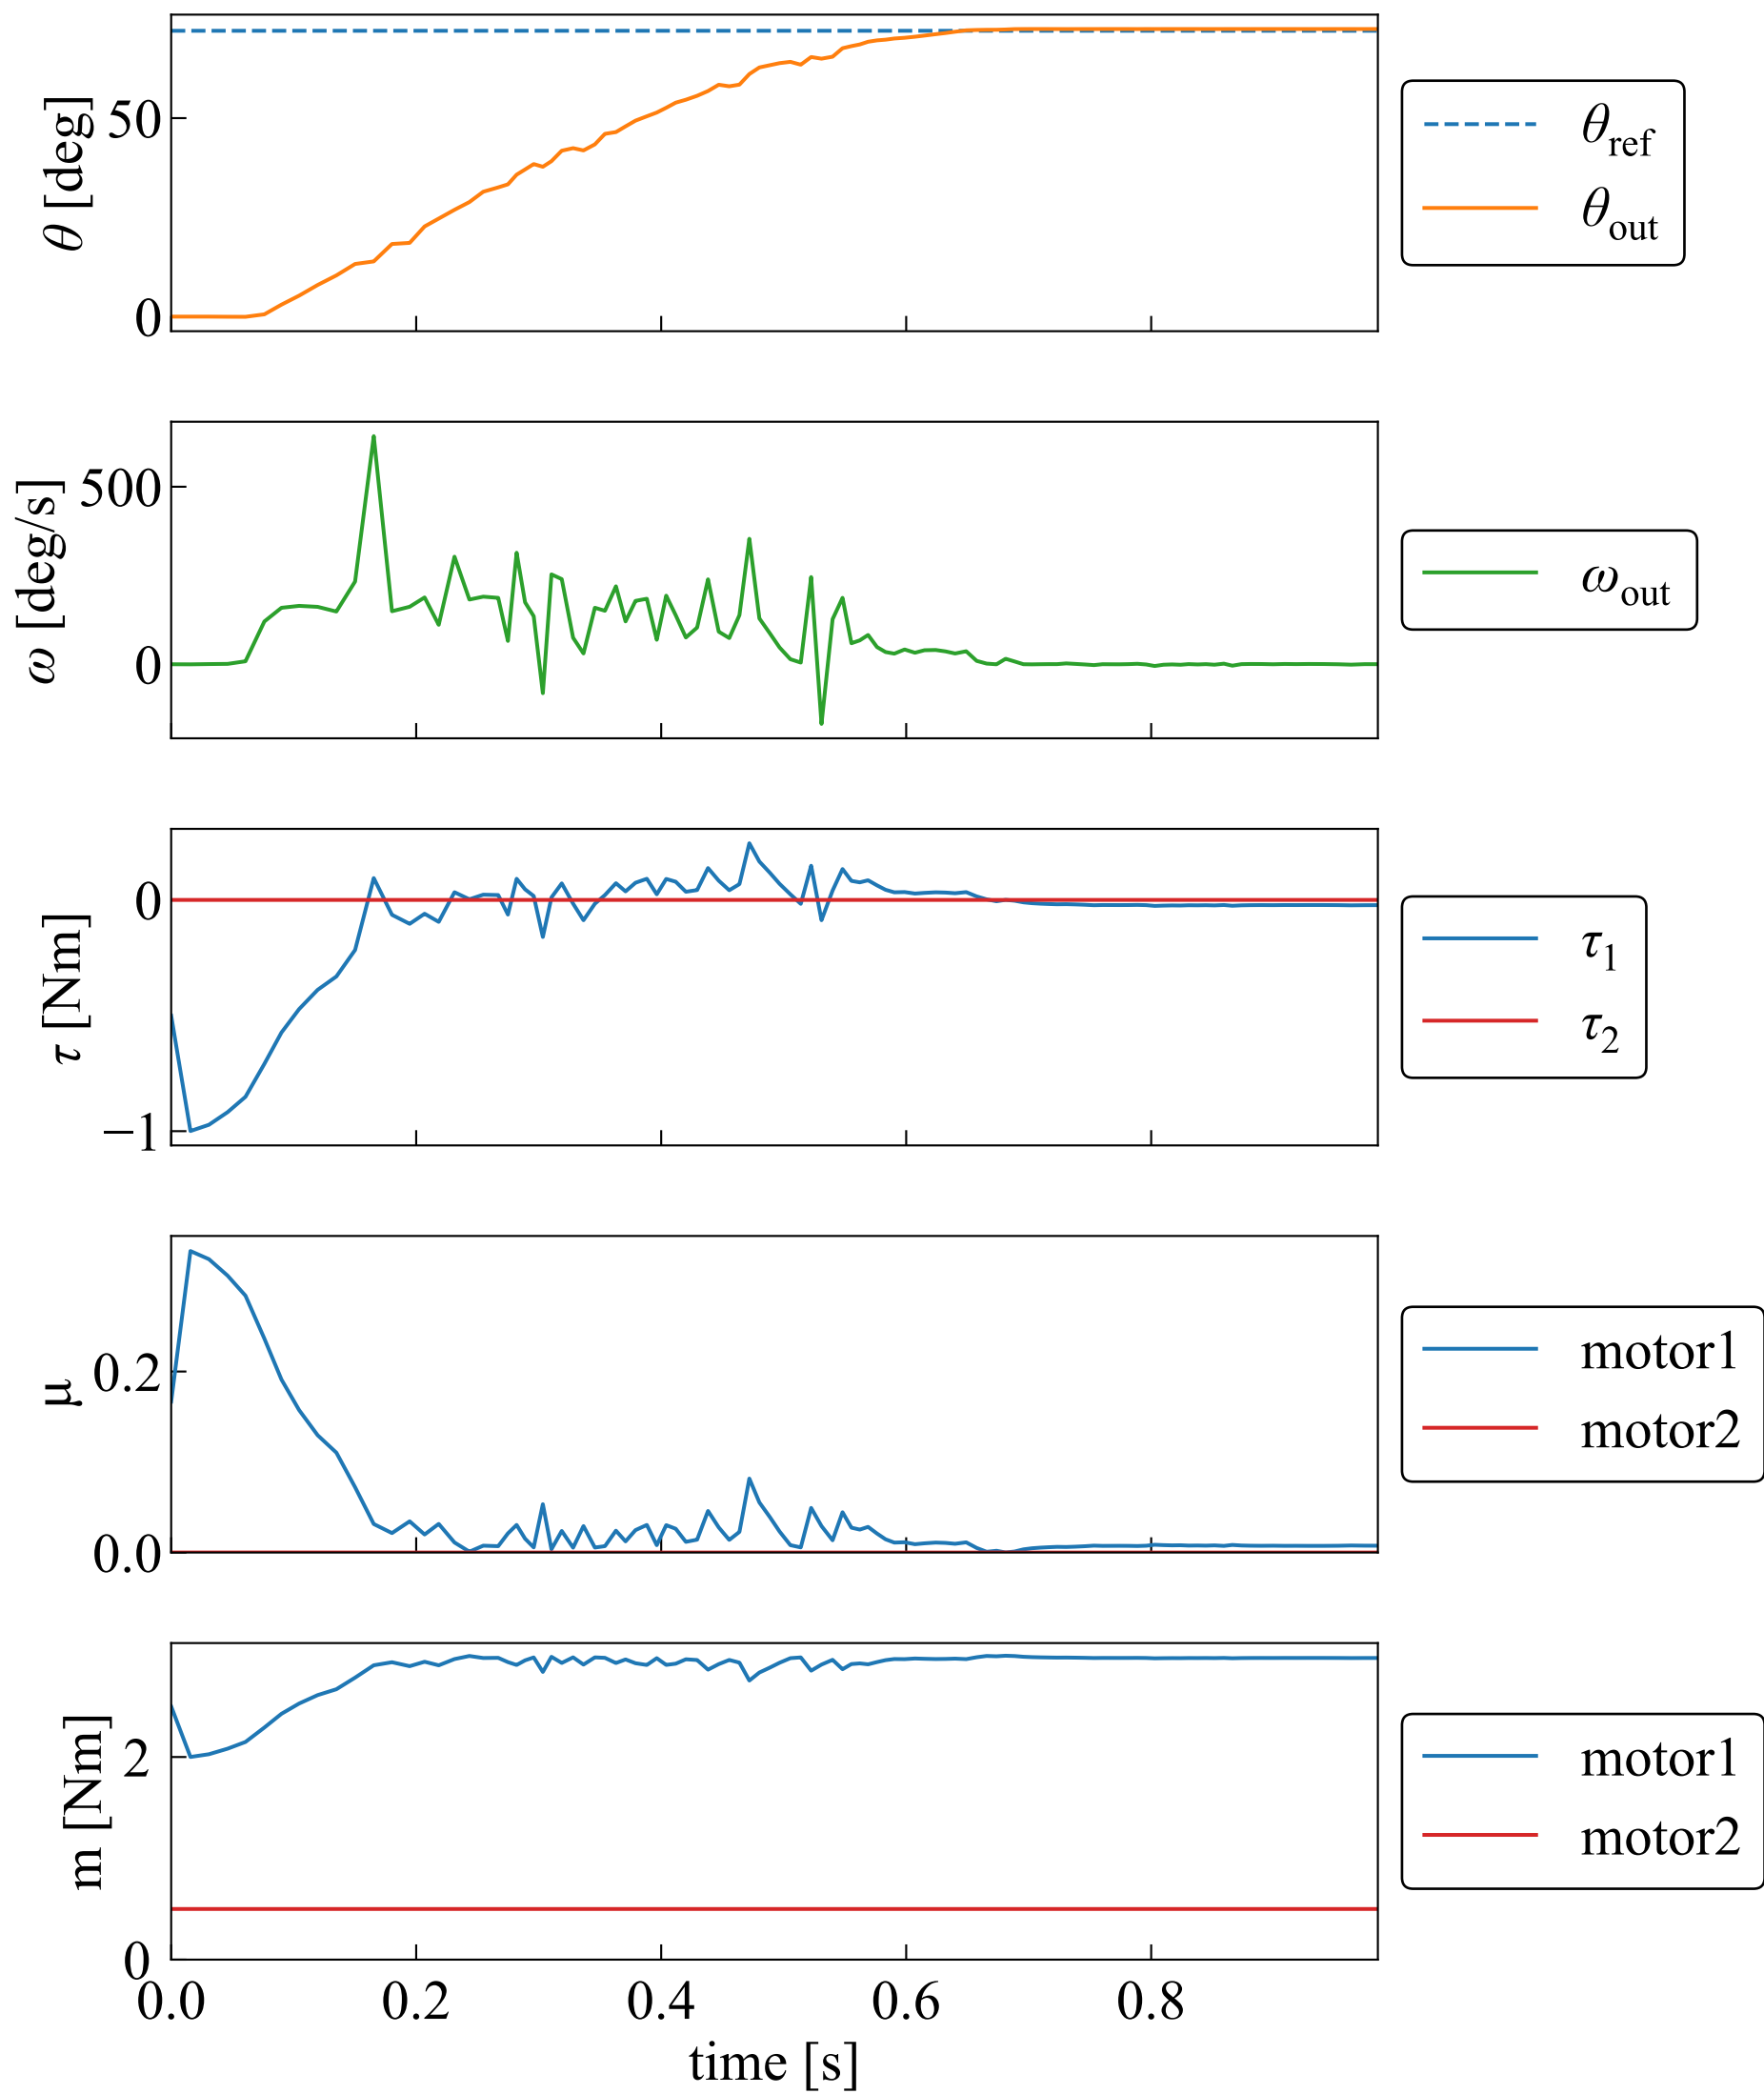 θ [deg]
50
0
θref
θout
ω [deg/s]
500
0
ωout
τ [Nm]
0
−1
τ1
τ2
μ
0.2
0.0
motor1
motor2
m [Nm]
2
0
motor1
motor2
0.0 0.2 0.4 0.6 0.8
time [s]